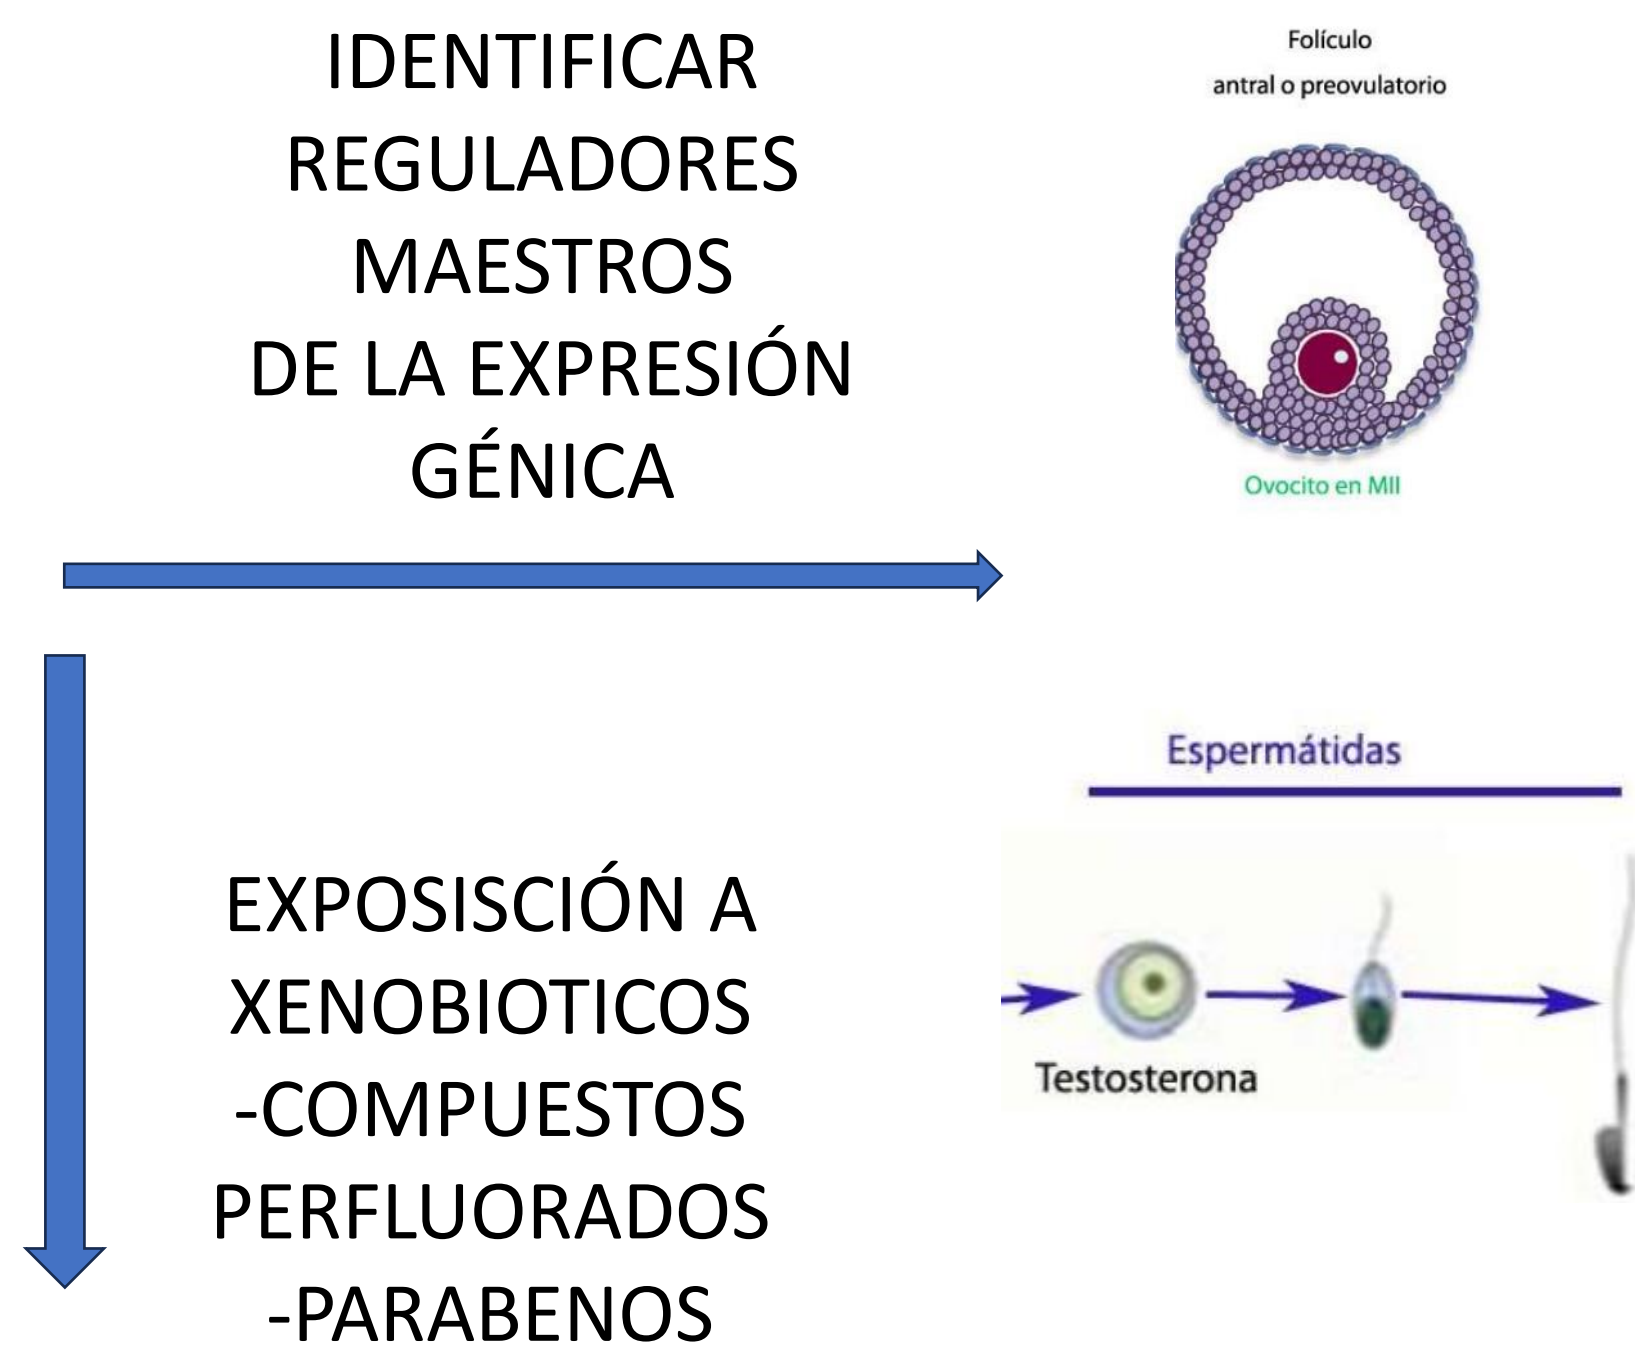 IDENTIFICAR
REGULADORES
MAESTROS
DE LA EXPRESIÓN
GÉNICA
Folículo
antral o preovulatorio
Ovocito en MII
EXPOSISCIÓN A
XENOBIOTICOS
-COMPUESTOS
PERFLUORADOS
-PARABENOS
Espermátidas
Testosterona